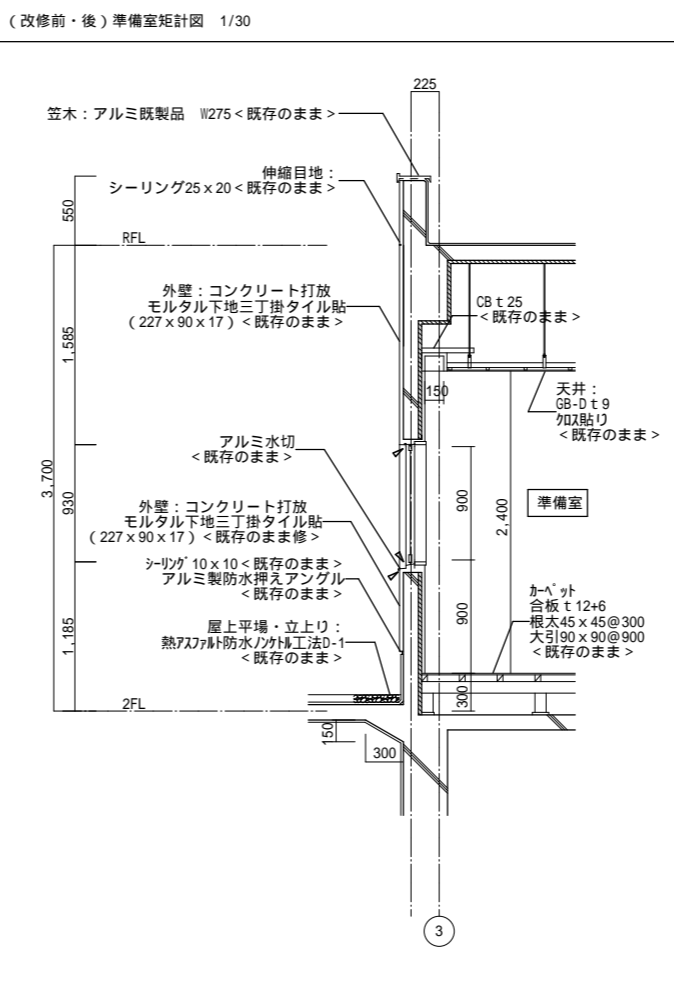 （改修前・後）準備室矩計図　1/30
225
笠木：アルミ既製品　W275＜既存のまま＞
伸縮目地：
シーリング25ｘ20＜既存のまま＞
550
RFL
外壁：コンクリート打放
モルタル下地三丁掛タイル貼
（227ｘ90ｘ17）＜既存のまま＞
CBｔ25
＜既存のまま＞
1,585
150
天井：
GB-Dｔ9
ｸﾛｽ貼り
＜既存のまま＞
アルミ水切
＜既存のまま＞
3,700
930
900
2,400
準備室
外壁：コンクリート打放
モルタル下地三丁掛タイル貼
（227ｘ90ｘ17）＜既存のまま修＞
ｼｰﾘﾝｸﾞ10ｘ10＜既存のまま＞
アルミ製防水押えアングル
＜既存のまま＞
1,185
900
ｶｰﾍﾟｯﾄ
合板ｔ12+6
根太45ｘ45@300
大引90ｘ90@900
＜既存のまま＞
屋上平場・立上り：
熱ｱｽﾌｧﾙﾄ防水ﾉﾝｹﾄﾙ工法D-1
＜既存のまま＞
300
2FL
150
300
3